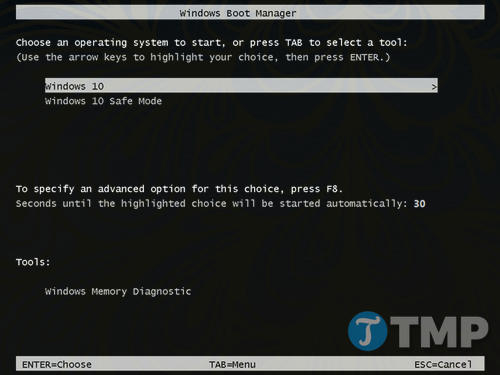 Windows Boot Manager
Choose an operating system to start, or press TAB to select a tool:
(Use the arrow keys to highlight your choice, then press ENTER.)
Windows 10 >
Windows 10 Safe Mode
To specify an advanced option for this choice, press F8.
Seconds until the highlighted choice will be started automatically: 30
Tools:
Windows Memory Diagnostic
T TMP
ENTER=Choose TAB=Menu ESC=Cancel